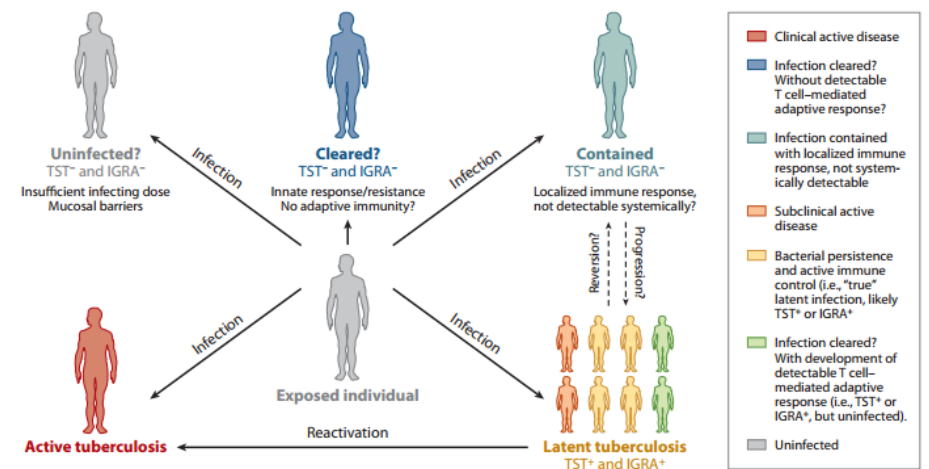 Uninfected?
TST⁻ and IGRA⁻
Insufficient infecting dose
Mucosal barriers
Cleared?
TST⁻ and IGRA⁻
Innate response/resistance
No adaptive immunity?
Contained
TST⁻ and IGRA⁻
Localized immune response,
not detectable systemically?
Infection
Infection
Reversion?
Progression?
Infection
Infection
Exposed individual
Active tuberculosis
Reactivation
Latent tuberculosis
TST⁺ and IGRA⁺
Clinical active disease
Infection cleared?
Without detectable
T cell–mediated
adaptive response?
Infection contained
with localized immune
response, not system-
ically detectable
Subclinical active
disease
Bacterial persistence
and active immune
control (i.e., “true”
latent infection, likely
TST⁺ or IGRA⁺
Infection cleared?
With development of
detectable T cell–
mediated adaptive
response (i.e., TST⁺ or
IGRA⁺, but uninfected).
Uninfected